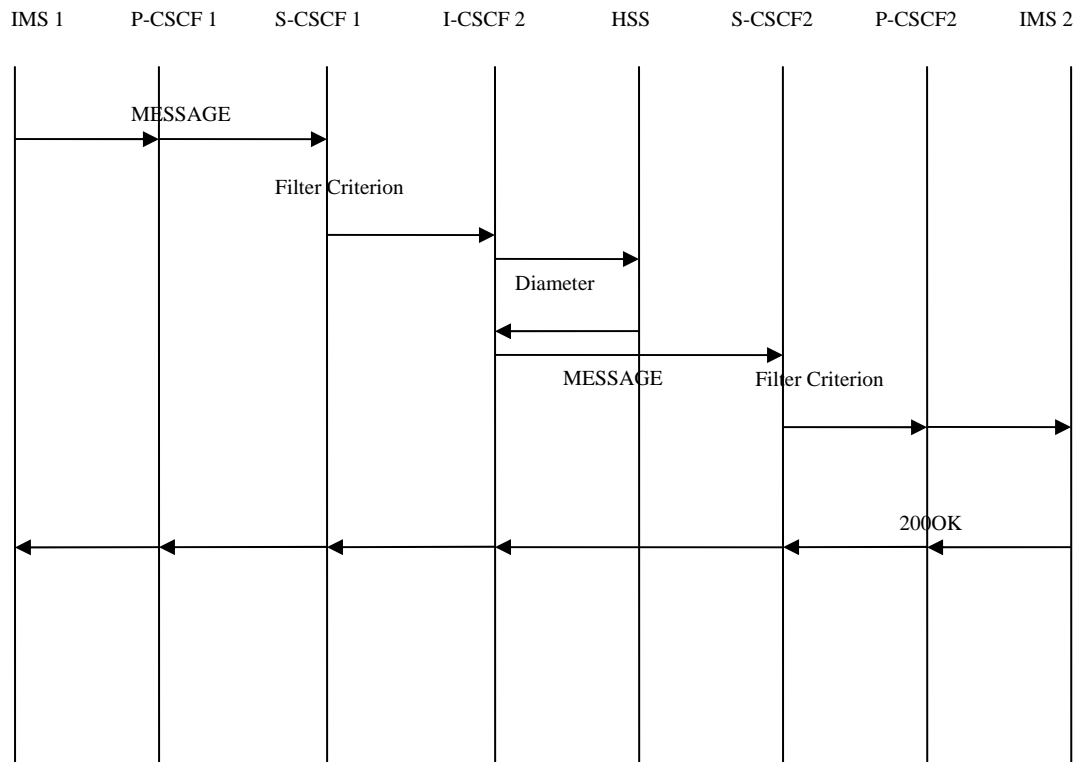 IMS 1 P-CSCF 1 S-CSCF 1 I-CSCF 2 HSS S-CSCF2 P-CSCF2 IMS 2
MESSAGE
Filter Criterion
Diameter
MESSAGE Filter Criterion
200OK